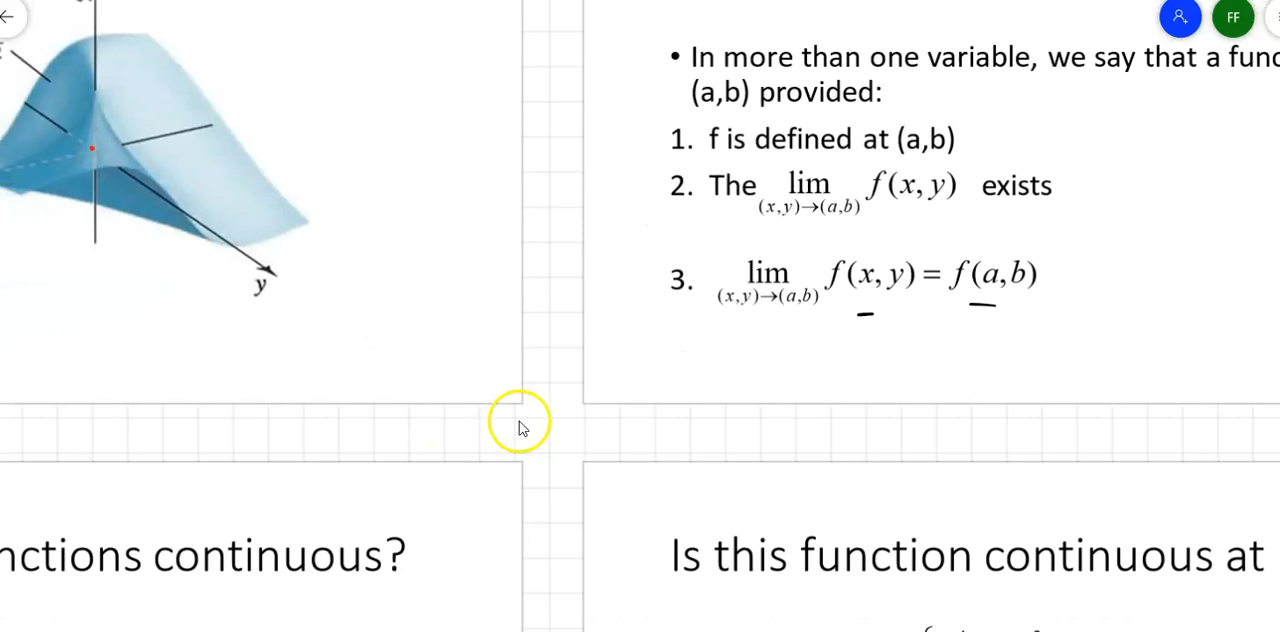 FF
y
• In more than one variable, we say that a func
(a,b) provided:
1. f is defined at (a,b)
2. The lim f(x, y) exists
(x,y)→(a,b)
3. lim f(x, y) = f(a,b)
(x,y)→(a,b)
nctions continuous?
Is this function continuous at